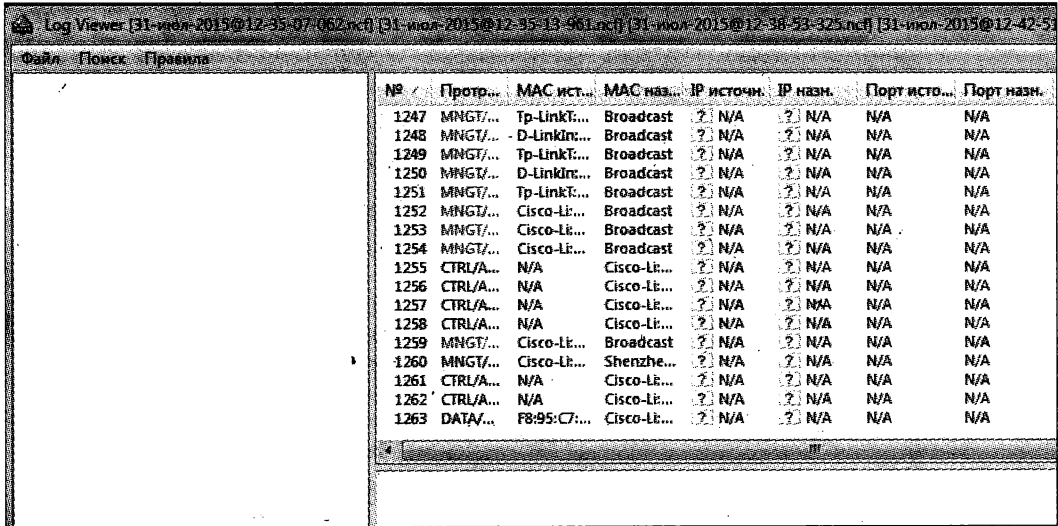 Log Viewer [31-июл-2015@12-35-07-062.ncf] [31-июл-2015@12-35-13-961.ncf] [31-июл-2015@12-38-53-325.ncf] [31-июл-2015@12-42-5
Файл Поиск Правила
№ Прото... MAC ист... MAC наз... IP источн. IP назн. Порт исто... Порт назн.
1247 MNGT/... Tp-LinkT:... Broadcast ? N/A ? N/A N/A N/A
1248 MNGT/... D-LinkIn:... Broadcast ? N/A ? N/A N/A N/A
1249 MNGT/... Tp-LinkT:... Broadcast ? N/A ? N/A N/A N/A
1250 MNGT/... D-LinkIn:... Broadcast ? N/A ? N/A N/A N/A
1251 MNGT/... Tp-LinkT:... Broadcast ? N/A ? N/A N/A N/A
1252 MNGT/... Cisco-Li:... Broadcast ? N/A ? N/A N/A N/A
1253 MNGT/... Cisco-Li:... Broadcast ? N/A ? N/A N/A N/A
1254 MNGT/... Cisco-Li:... Broadcast ? N/A ? N/A N/A N/A
1255 CTRL/A... N/A Cisco-Li:... ? N/A ? N/A N/A N/A
1256 CTRL/A... N/A Cisco-Li:... ? N/A ? N/A N/A N/A
1257 CTRL/A... N/A Cisco-Li:... ? N/A ? N/A N/A N/A
1258 CTRL/A... N/A Cisco-Li:... ? N/A ? N/A N/A N/A
1259 MNGT/... Cisco-Li:... Broadcast ? N/A ? N/A N/A N/A
1260 MNGT/... Cisco-Li:... Shenzhe... ? N/A ? N/A N/A N/A
1261 CTRL/A... N/A Cisco-Li:... ? N/A ? N/A N/A N/A
1262 CTRL/A... N/A Cisco-Li:... ? N/A ? N/A N/A N/A
1263 DATA/... F8:95:C7:... Cisco-Li:... ? N/A ? N/A N/A N/A